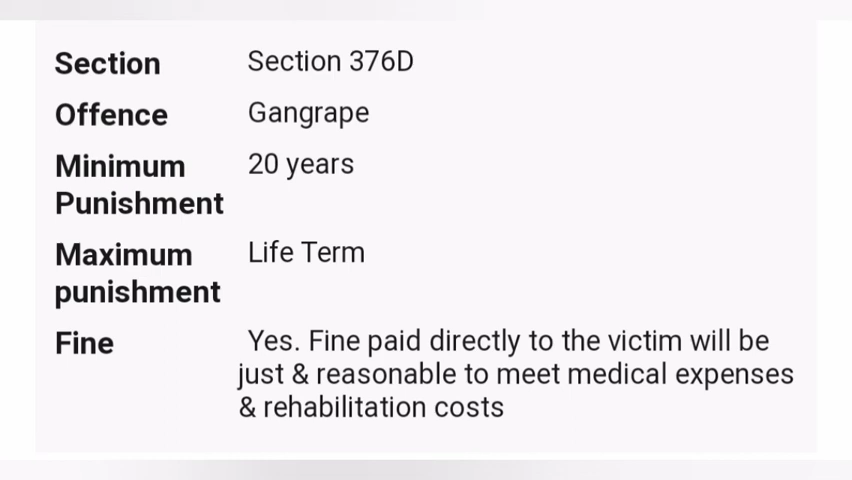 Section Section 376D
Offence Gangrape
Minimum 20 years
Punishment
Maximum Life Term
punishment
Fine Yes. Fine paid directly to the victim will be
just & reasonable to meet medical expenses
& rehabilitation costs